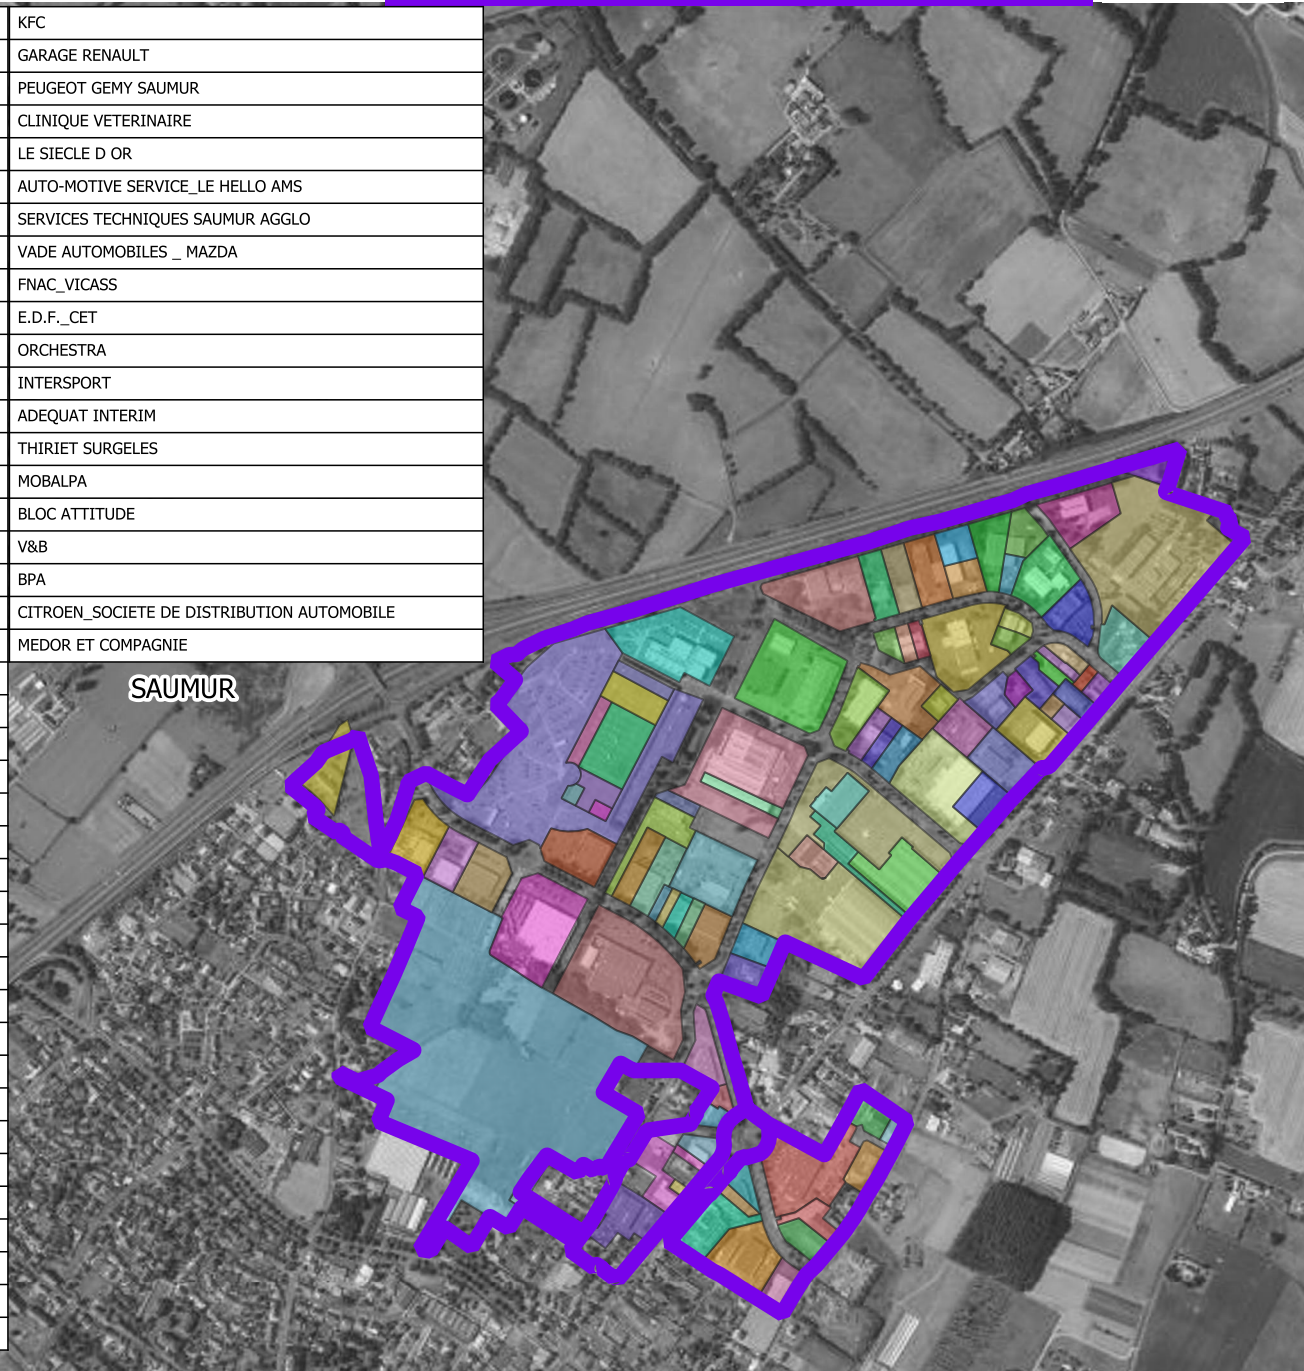 KFC
GARAGE RENAULT
PEUGEOT GEMY SAUMUR
CLINIQUE VETERINAIRE
LE SIECLE D OR
AUTO-MOTIVE SERVICE_LE HELLO AMS
SERVICES TECHNIQUES SAUMUR AGGLO
VADE AUTOMOBILES _ MAZDA
FNAC_VICASS
E.D.F._CET
ORCHESTRA
INTERSPORT
ADEQUAT INTERIM
THIRIET SURGELES
MOBALPA
BLOC ATTITUDE
V&B
BPA
CITROEN_SOCIETE DE DISTRIBUTION AUTOMOBILE
MEDOR ET COMPAGNIE
SAUMUR